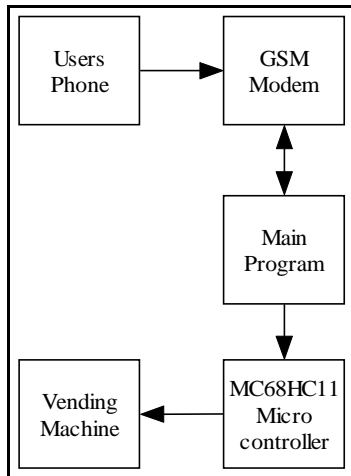 Users
Phone
GSM
Modem
Main
Program
Vending
Machine
MC68HC11
Micro
controller